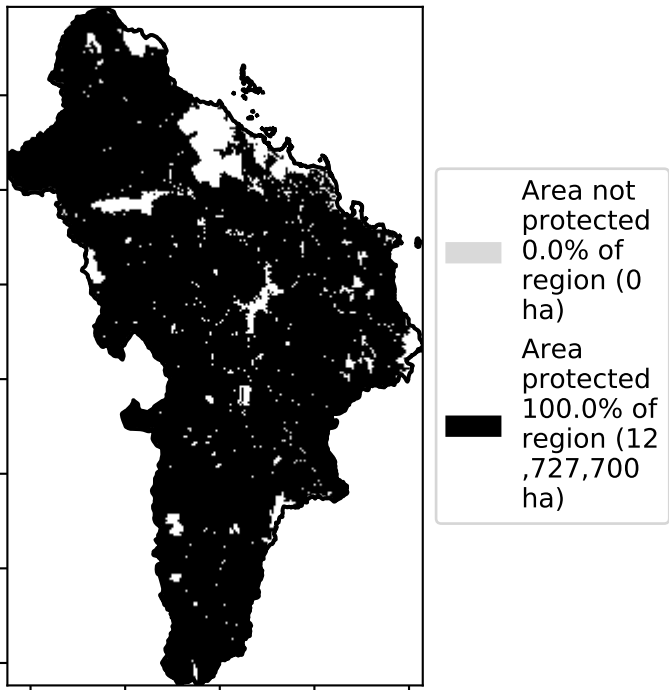 Area not
protected
0.0% of
region (0
ha)
Area
protected
100.0% of
region (12
,727,700
ha)